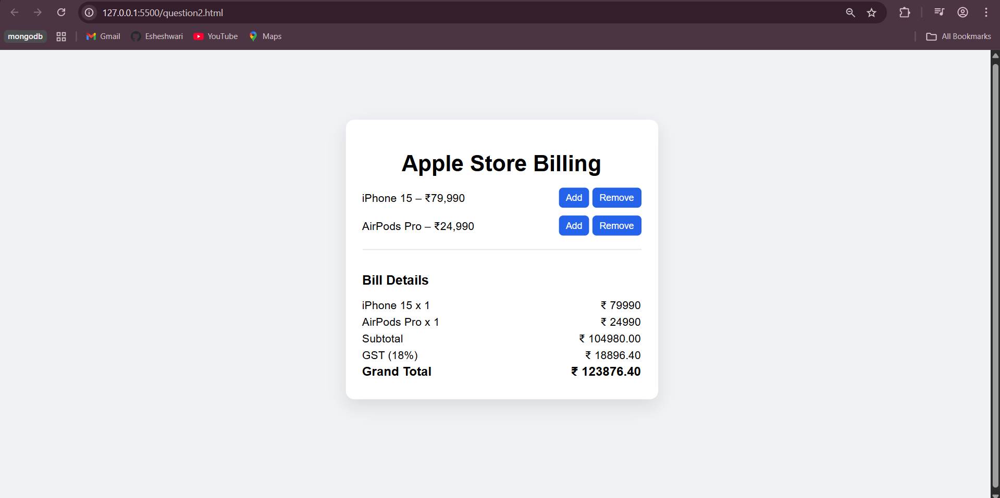 127.0.0.1:5500/question2.html
mongodb Gmail Esheshwari YouTube Maps All Bookmarks
Apple Store Billing
iPhone 15 – ₹79,990 Add Remove
AirPods Pro – ₹24,990 Add Remove
Bill Details
iPhone 15 x 1 ₹ 79990
AirPods Pro x 1 ₹ 24990
Subtotal ₹ 104980.00
GST (18%) ₹ 18896.40
Grand Total ₹ 123876.40